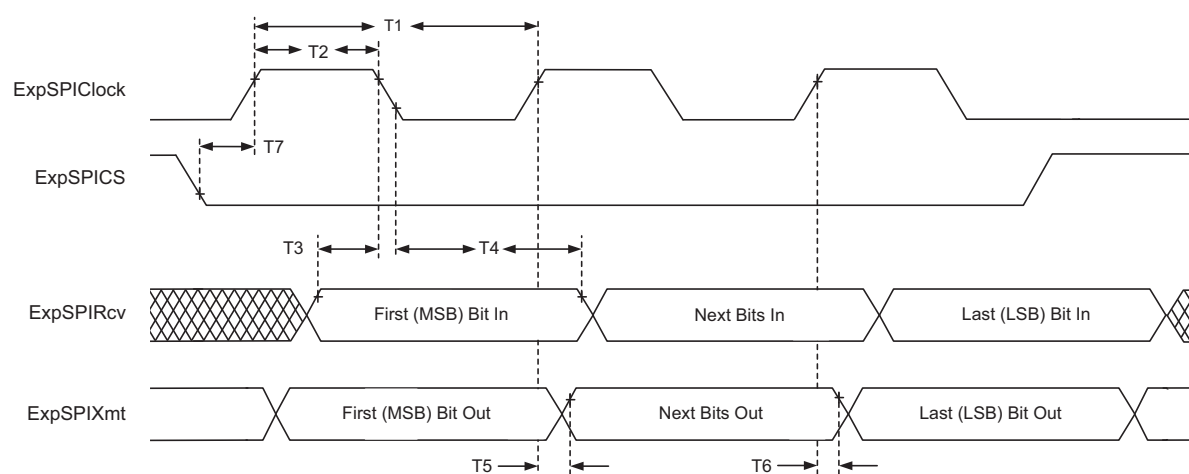 T1
T2
ExpSPIClock
T7
ExpSPICS
T3
T4
ExpSPIRcv
First (MSB) Bit In
Next Bits In
Last (LSB) Bit In
ExpSPIXmt
First (MSB) Bit Out
Next Bits Out
Last (LSB) Bit Out
T5
T6